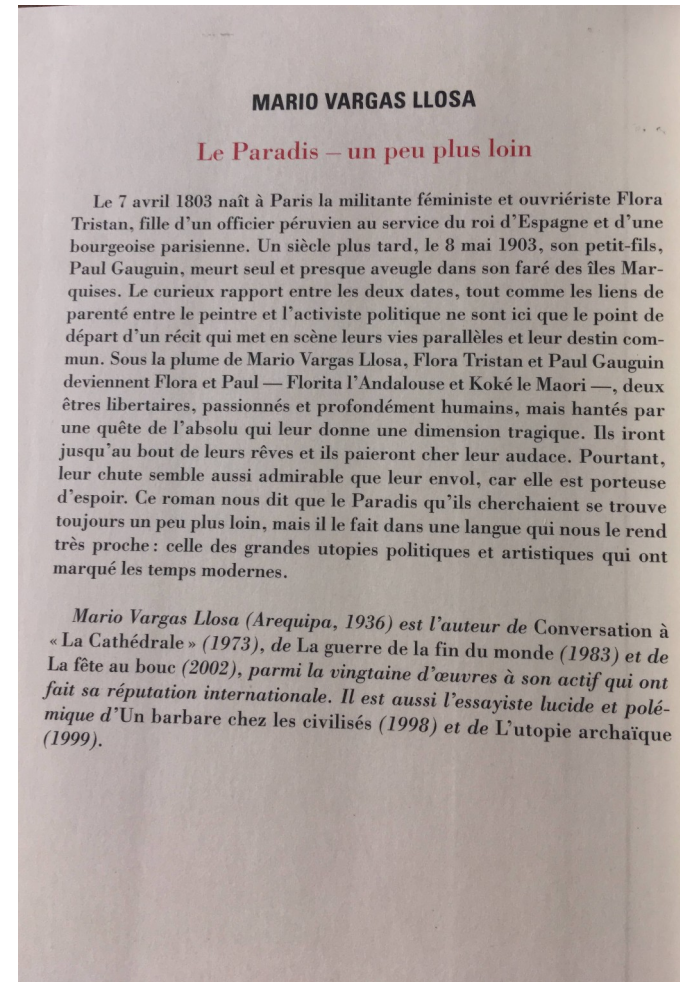 MARIO VARGAS LLOSA
Le Paradis – un peu plus loin
Le 7 avril 1803 naît à Paris la militante féministe et ouvriériste Flora
Tristan, fille d'un officier péruvien au service du roi d'Espagne et d'une
bourgeoise parisienne. Un siècle plus tard, le 8 mai 1903, son petit-fils,
Paul Gauguin, meurt seul et presque aveugle dans son faré des îles Mar-
quises. Le curieux rapport entre les deux dates, tout comme les liens de
parenté entre le peintre et l'activiste politique ne sont ici que le point de
départ d'un récit qui met en scène leurs vies parallèles et leur destin com-
mun. Sous la plume de Mario Vargas Llosa, Flora Tristan et Paul Gauguin
deviennent Flora et Paul — Florita l'Andalouse et Koké le Maori —, deux
êtres libertaires, passionnés et profondément humains, mais hantés par
une quête de l'absolu qui leur donne une dimension tragique. Ils iront
jusqu'au bout de leurs rêves et ils paieront cher leur audace. Pourtant,
leur chute semble aussi admirable que leur envol, car elle est porteuse
d'espoir. Ce roman nous dit que le Paradis qu'ils cherchaient se trouve
toujours un peu plus loin, mais il le fait dans une langue qui nous le rend
très proche : celle des grandes utopies politiques et artistiques qui ont
marqué les temps modernes.
Mario Vargas Llosa (Arequipa, 1936) est l'auteur de Conversation à
« La Cathédrale » (1973), de La guerre de la fin du monde (1983) et de
La fête au bouc (2002), parmi la vingtaine d'œuvres à son actif qui ont
fait sa réputation internationale. Il est aussi l'essayiste lucide et polé-
mique d'Un barbare chez les civilisés (1998) et de L'utopie archaïque
(1999).